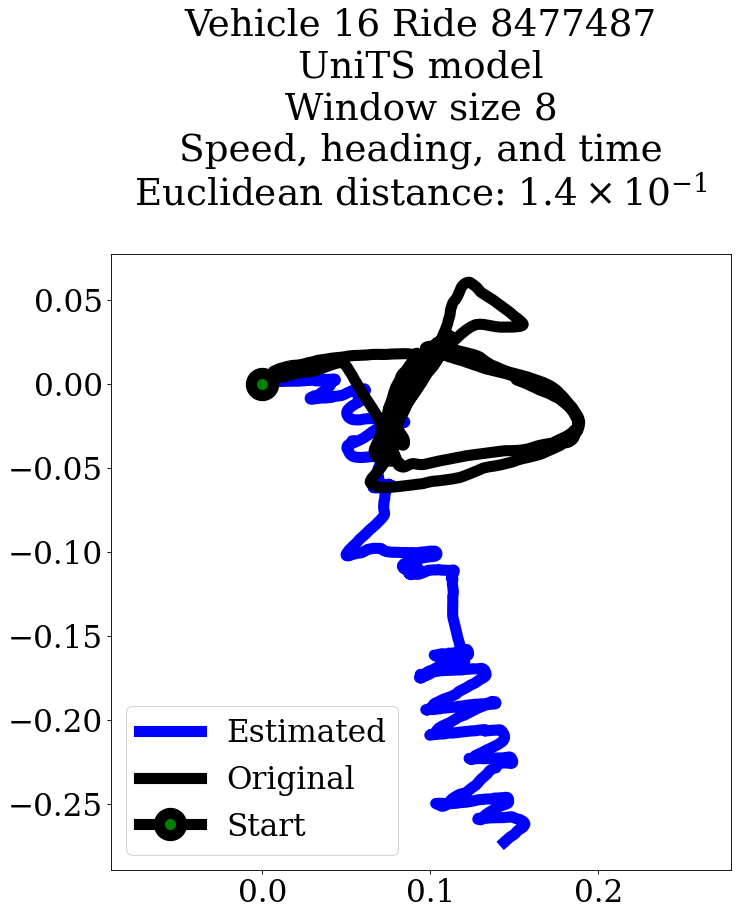 Vehicle 16 Ride 8477487
UniTS model
Window size 8
Speed, heading, and time
Euclidean distance: $1.4 \times 10^{-1}$
0.05
0.00
−0.05
−0.10
−0.15
−0.20
−0.25
Estimated
Original
Start
0.0 0.1 0.2